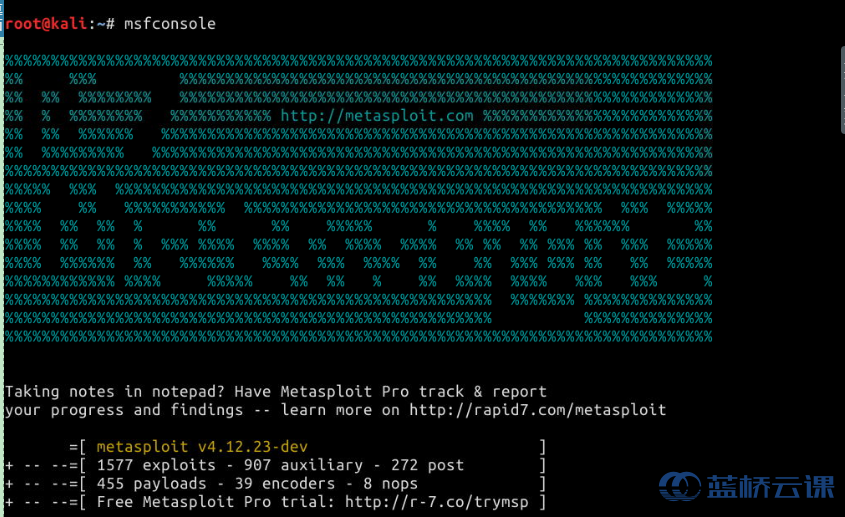 root@kali:~# msfconsole
%%%%%%%%%%%%%%%%%%%%%%%%%%%%%%%%%%%%%%%%%%%%%%%%%%%%%%%%%%%%%%%%%%%%%%%%%%%%%
%%     %%%         %%%%%%%%%%%%%%%%%%%%%%%%%%%%%%%%%%%%%%%%%%%%%%%%%%%%%%%%%%
%%  %%  %%%%%%%%   %%%%%%%%%%%%%%%%%%%%%%%%%%%%%%%%%%%%%%%%%%%%%%%%%%%%%%%%%%
%%  %  %%%%%%%%   %%%%%%%%%%% http://metasploit.com %%%%%%%%%%%%%%%%%%%%%%%%%
%%  %%  %%%%%%   %%%%%%%%%%%%%%%%%%%%%%%%%%%%%%%%%%%%%%%%%%%%%%%%%%%%%%%%%%%%
%%  %%%%%%%%%   %%%%%%%%%%%%%%%%%%%%%%%%%%%%%%%%%%%%%%%%%%%%%%%%%%%%%%%%%%%%%
%%%%%%%%%%%%%%%%%%%%%%%%%%%%%%%%%%%%%%%%%%%%%%%%%%%%%%%%%%%%%%%%%%%%%%%%%%%%%
%%%%%  %%%  %%%%%%%%%%%%%%%%%%%%%%%%%%%%%%%%%%%%%%%%%%%%%%%%%%%%%%%%%%%%%%%%%
%%%%    %%   %%%%%%%%%%%  %%%%%%%%%%%%%%%%%%%%%%%%%%%%%%%%%%%%%%%  %%%  %%%%%
%%%%  %%  %%  %      %%      %%    %%%%%      %    %%%%  %%   %%%%%%       %%
%%%%  %%  %%  %  %%% %%%%  %%%%  %%  %%%%  %%%%  %% %%  %% %%% %%  %%%  %%%%%
%%%%  %%%%%%  %%   %%%%%%   %%%%  %%%  %%%%  %%    %%  %%% %%% %%   %%  %%%%%
%%%%%%%%%%%% %%%%     %%%%%    %%  %%   %    %%  %%%%  %%%%   %%%   %%%     %
%%%%%%%%%%%%%%%%%%%%%%%%%%%%%%%%%%%%%%%%%%%%%%%%%%%%%  %%%%%%% %%%%%%%%%%%%%%
%%%%%%%%%%%%%%%%%%%%%%%%%%%%%%%%%%%%%%%%%%%%%%%%%%%%%          %%%%%%%%%%%%%%
%%%%%%%%%%%%%%%%%%%%%%%%%%%%%%%%%%%%%%%%%%%%%%%%%%%%%%%%%%%%%%%%%%%%%%%%%%%%%
Taking notes in notepad? Have Metasploit Pro track & report
your progress and findings -- learn more on http://rapid7.com/metasploit
       =[ metasploit v4.12.23-dev                         ]
+ -- --=[ 1577 exploits - 907 auxiliary - 272 post        ]
+ -- --=[ 455 payloads - 39 encoders - 8 nops             ]
+ -- --=[ Free Metasploit Pro trial: http://r-7.co/trymsp ]
蓝桥云课